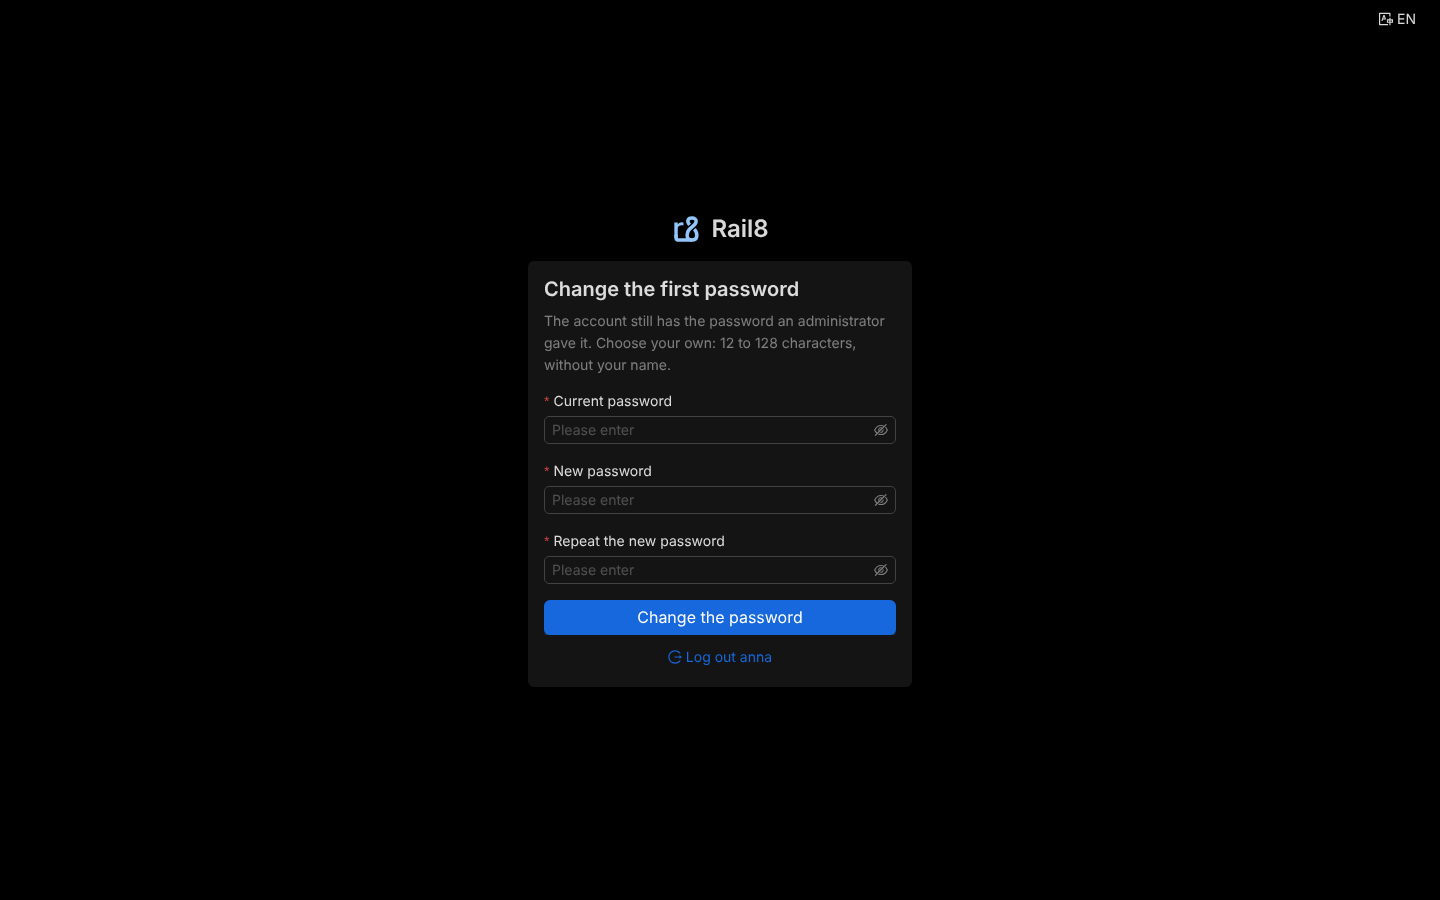 EN
Rail8
Change the first password
The account still has the password an administrator
gave it. Choose your own: 12 to 128 characters,
without your name.
* Current password
Please enter
* New password
Please enter
* Repeat the new password
Please enter
Change the password
Log out anna